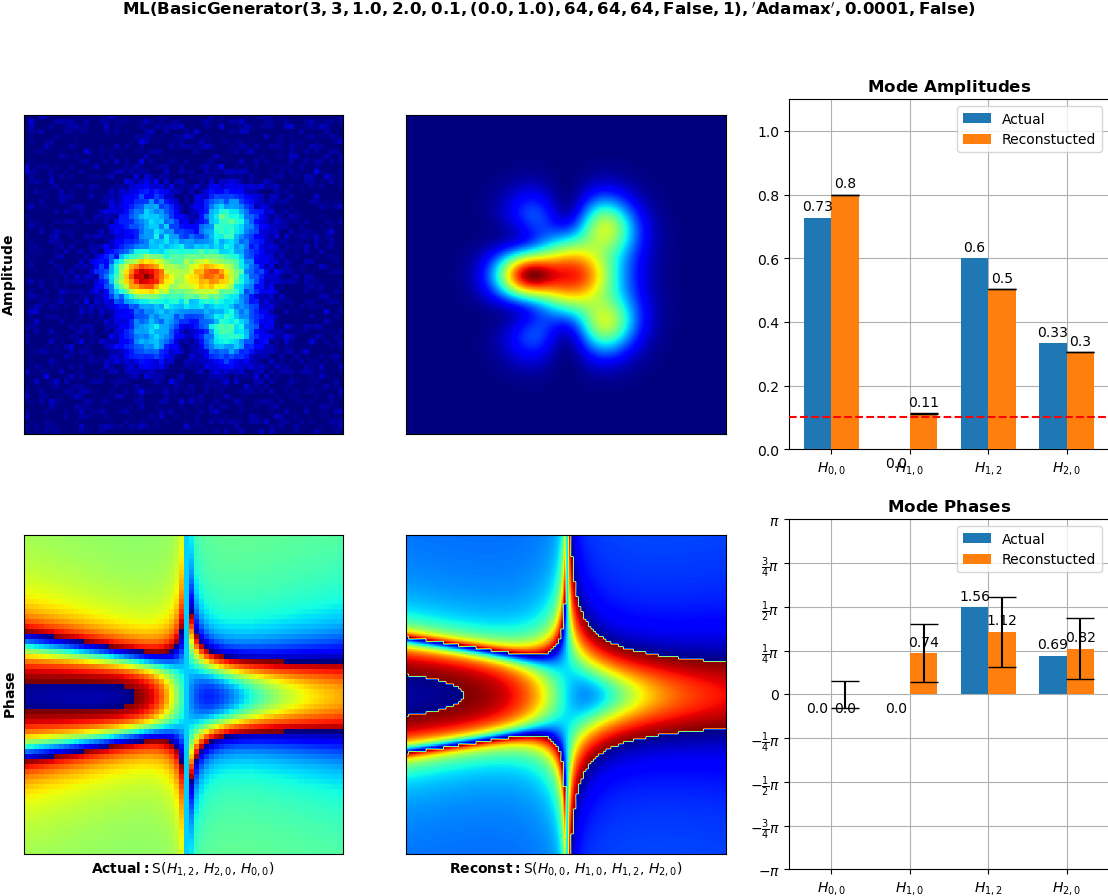 ML(BasicGenerator(3, 3, 1.0, 2.0, 0.1, (0.0, 1.0), 64, 64, 64, False, 1), ′Adamax′, 0.0001, False)
Amplitude
Mode Amplitudes
Actual
Reconstucted
1.0
0.8
0.6
0.4
0.2
0.0
0.73
0.8
0.0
0.11
0.6
0.5
0.33
0.3
H0,0
H1,0
H1,2
H2,0
Phase
Actual: S(H1,2, H2,0, H0,0)
Reconst: S(H0,0, H1,0, H1,2, H2,0)
Mode Phases
Actual
Reconstucted
π
3/4π
1/2π
1/4π
0
−1/4π
−1/2π
−3/4π
−π
0.0
0.0
0.0
0.74
1.56
1.12
0.69
0.82
H0,0
H1,0
H1,2
H2,0